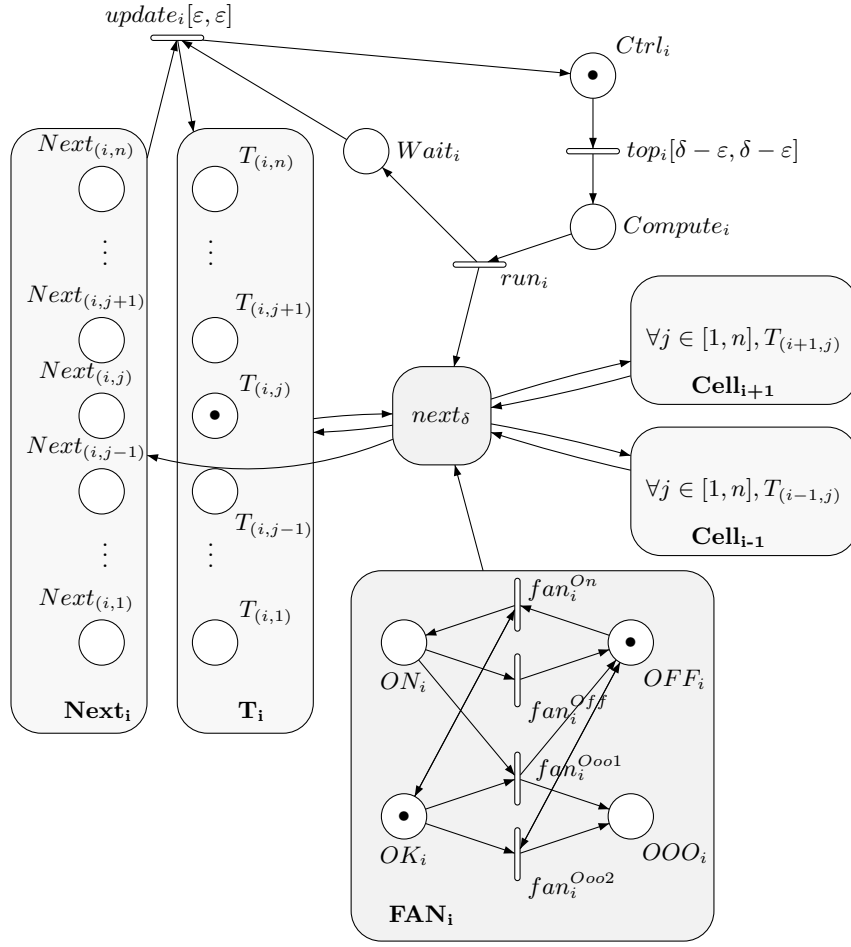 update_i[ε, ε]
Ctrl_i
Next_(i,n)
T_(i,n)
Wait_i
top_i[δ − ε, δ − ε]
⋮
⋮
Compute_i
run_i
Next_(i,j+1)
T_(i,j+1)
∀j ∈ [1, n], T_(i+1,j)
Cell_i+1
Next_(i,j)
T_(i,j)
next_δ
Next_(i,j−1)
T_(i,j−1)
∀j ∈ [1, n], T_(i−1,j)
Cell_i-1
⋮
⋮
Next_(i,1)
T_(i,1)
Next_i
T_i
fan_i^On
ON_i
OFF_i
fan_i^Off
fan_i^Ooo1
OK_i
OOO_i
fan_i^Ooo2
FAN_i